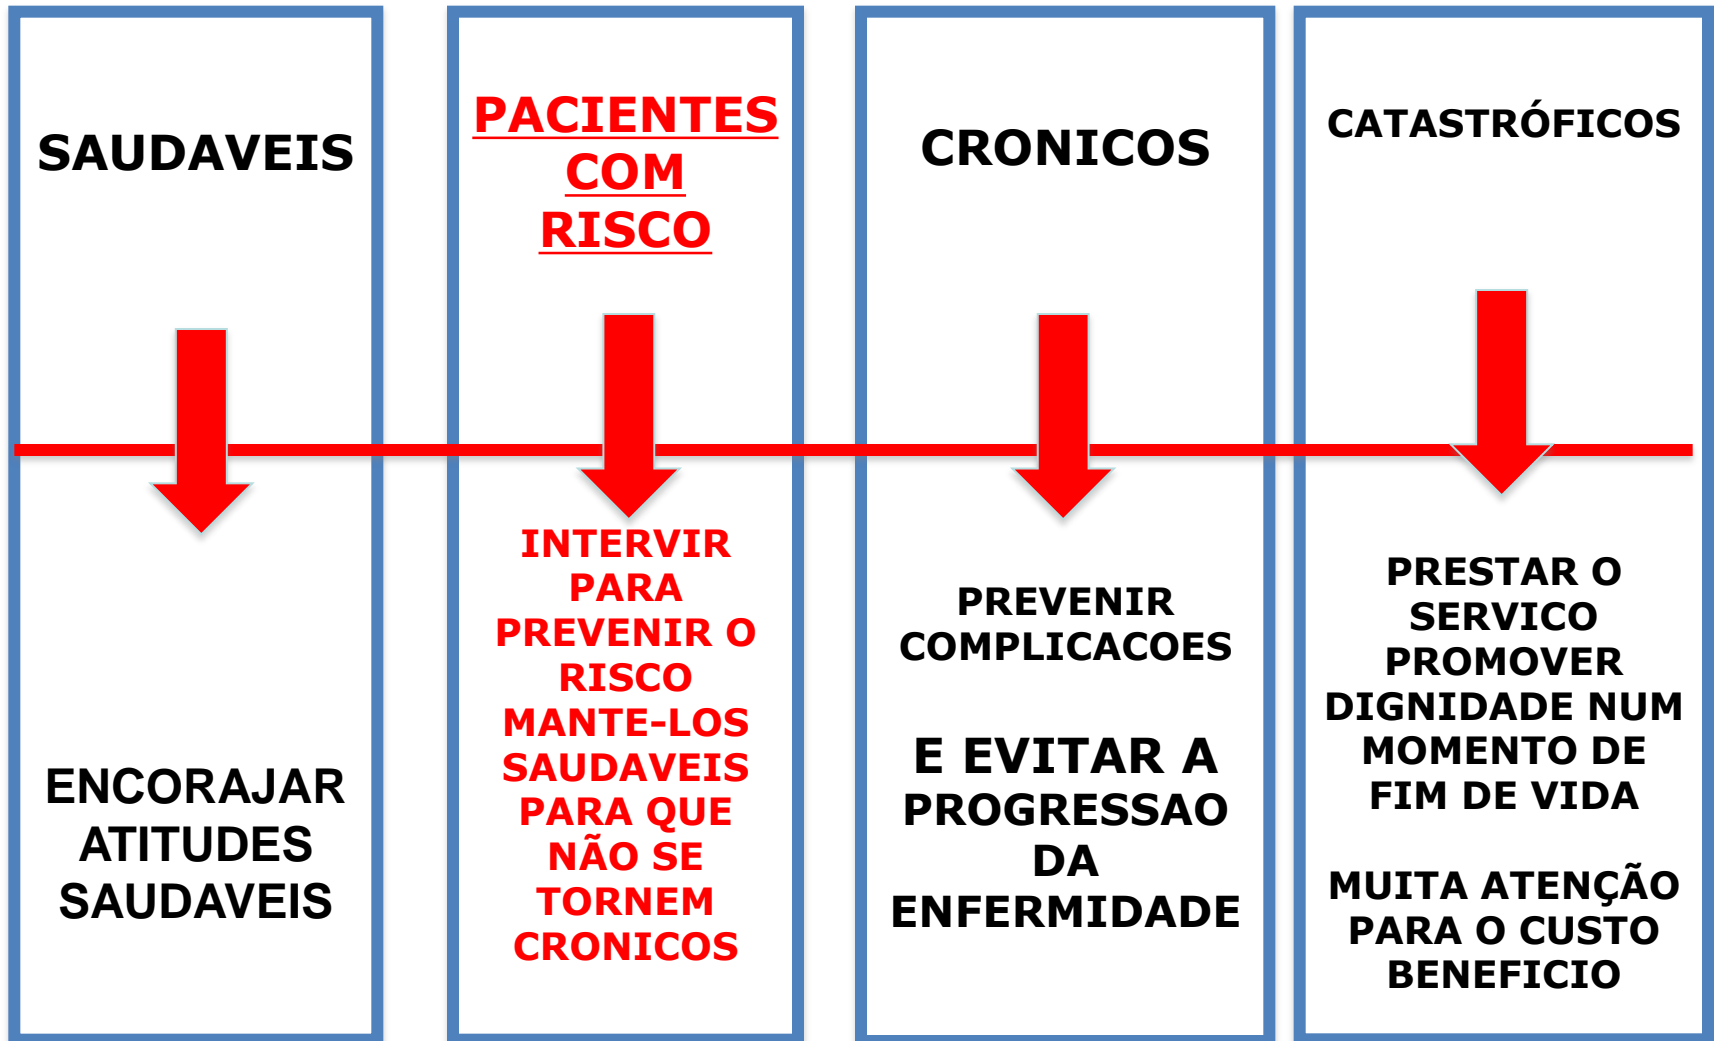 SAUDAVEIS
ENCORAJAR
ATITUDES
SAUDAVEIS
PACIENTES
COM
RISCO
INTERVIR
PARA
PREVENIR O
RISCO
MANTE-LOS
SAUDAVEIS
PARA QUE
NÃO SE
TORNEM
CRONICOS
CRONICOS
PREVENIR
COMPLICACOES
E EVITAR A
PROGRESSAO
DA
ENFERMIDADE
CATASTRÓFICOS
PRESTAR O
SERVICO
PROMOVER
DIGNIDADE NUM
MOMENTO DE
FIM DE VIDA
MUITA ATENÇÃO
PARA O CUSTO
BENEFICIO